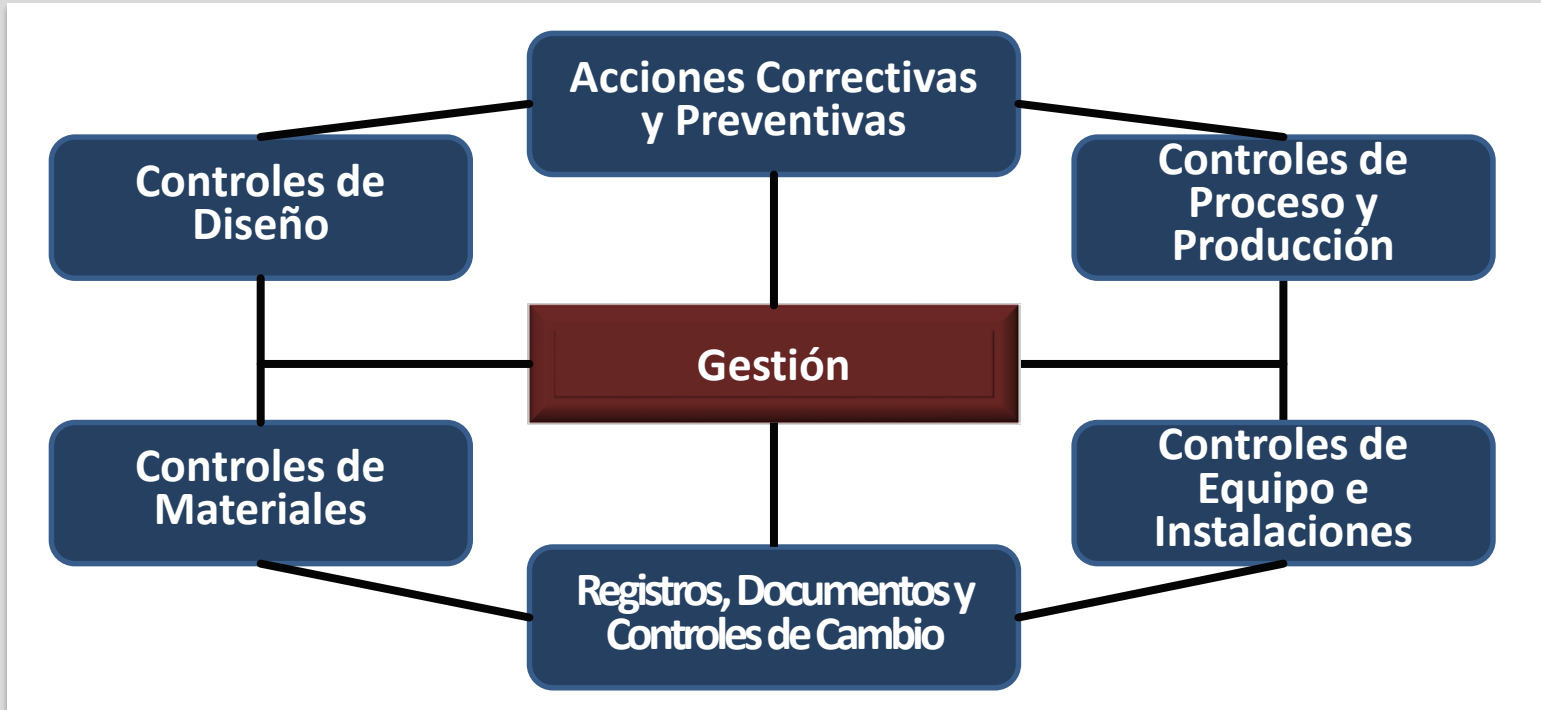 Acciones Correctivas
y Preventivas
Controles de
Diseño
Controles de
Proceso y
Producción
Gestión
Controles de
Materiales
Controles de
Equipo e
Instalaciones
Registros, Documentos y
Controles de Cambio